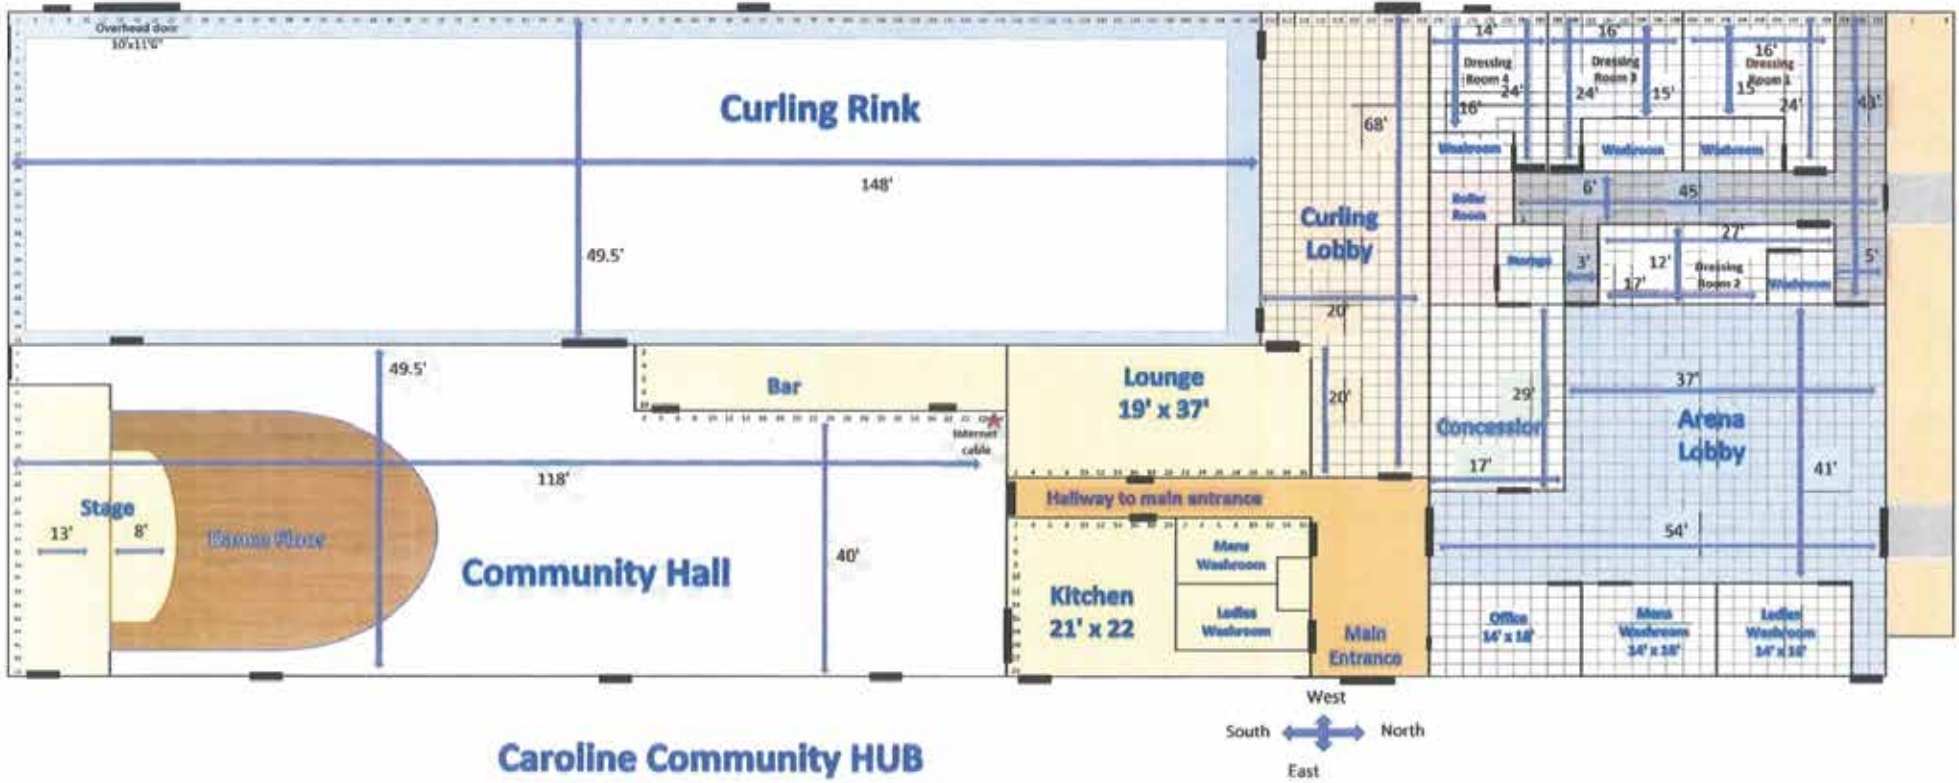 Overhead door
10'x11'6"
Curling Rink
148'
49.5'
Curling
Lobby
68'
20'
20'
14'
Dressing
Room 4
24'
16'
Washroom
16'
Dressing
Room 3
24'
15'
Washroom
16'
Dressing
Room 1
15'
24'
Washroom
43'
6'
45'
Boiler
Room
Storage
3'
27'
12'
17'
Dressing
Room 2
Washroom
5'
49.5'
Bar
Internet
cable
Lounge
19' x 37'
29'
Concession
17'
37'
Arena
Lobby
41'
54'
118'
Stage
13'
8'
Dance Floor
Community Hall
40'
Hallway to main entrance
Kitchen
21' x 22
Mens
Washroom
Ladies
Washroom
Main
Entrance
Office
14' x 18'
Mens
Washroom
14' x 16'
Ladies
Washroom
14' x 16'
West
South
North
East
Caroline Community HUB